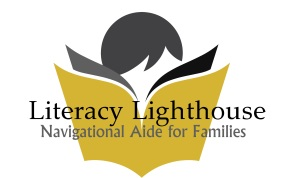 Literacy Lighthouse
Navigational Aide for Families